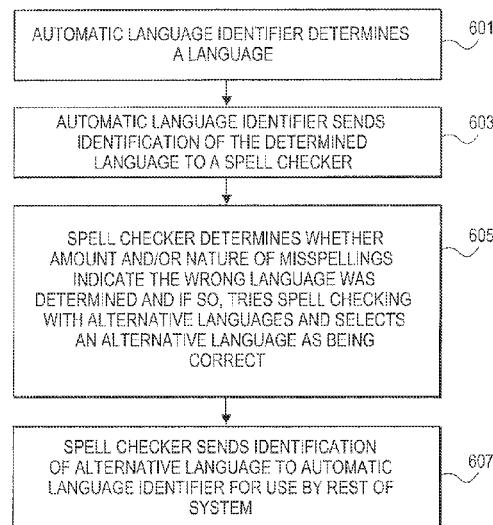 AUTOMATIC LANGUAGE IDENTIFIER DETERMINES
A LANGUAGE
601
AUTOMATIC LANGUAGE IDENTIFIER SENDS
IDENTIFICATION OF THE DETERMINED
LANGUAGE TO A SPELL CHECKER
603
SPELL CHECKER DETERMINES WHETHER
AMOUNT AND/OR NATURE OF MISSPELLINGS
INDICATE THE WRONG LANGUAGE WAS
DETERMINED AND IF SO, TRIES SPELL CHECKING
WITH ALTERNATIVE LANGUAGES AND SELECTS
AN ALTERNATIVE LANGUAGE AS BEING
CORRECT
605
SPELL CHECKER SENDS IDENTIFICATION
OF ALTERNATIVE LANGUAGE TO AUTOMATIC
LANGUAGE IDENTIFIER FOR USE BY REST OF
SYSTEM
607